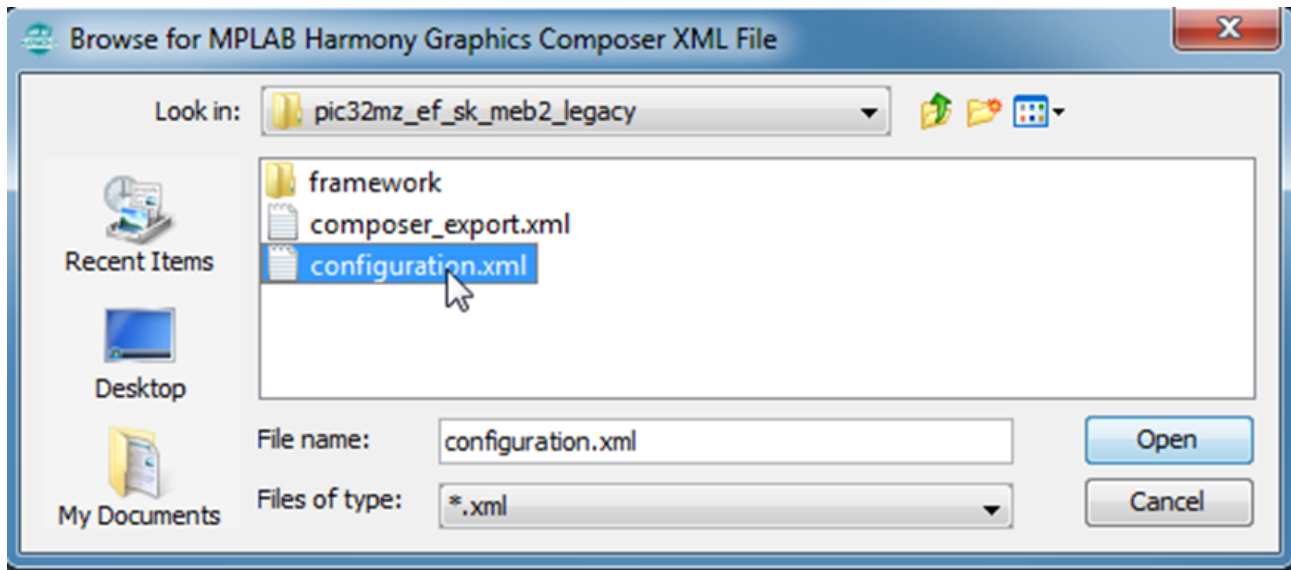 Browse for MPLAB Harmony Graphics Composer XML File
Look in: pic32mz_ef_sk_meb2_legacy
framework
composer_export.xml
configuration.xml
Recent Items
Desktop
My Documents
File name: configuration.xml Open
Files of type: *.xml Cancel